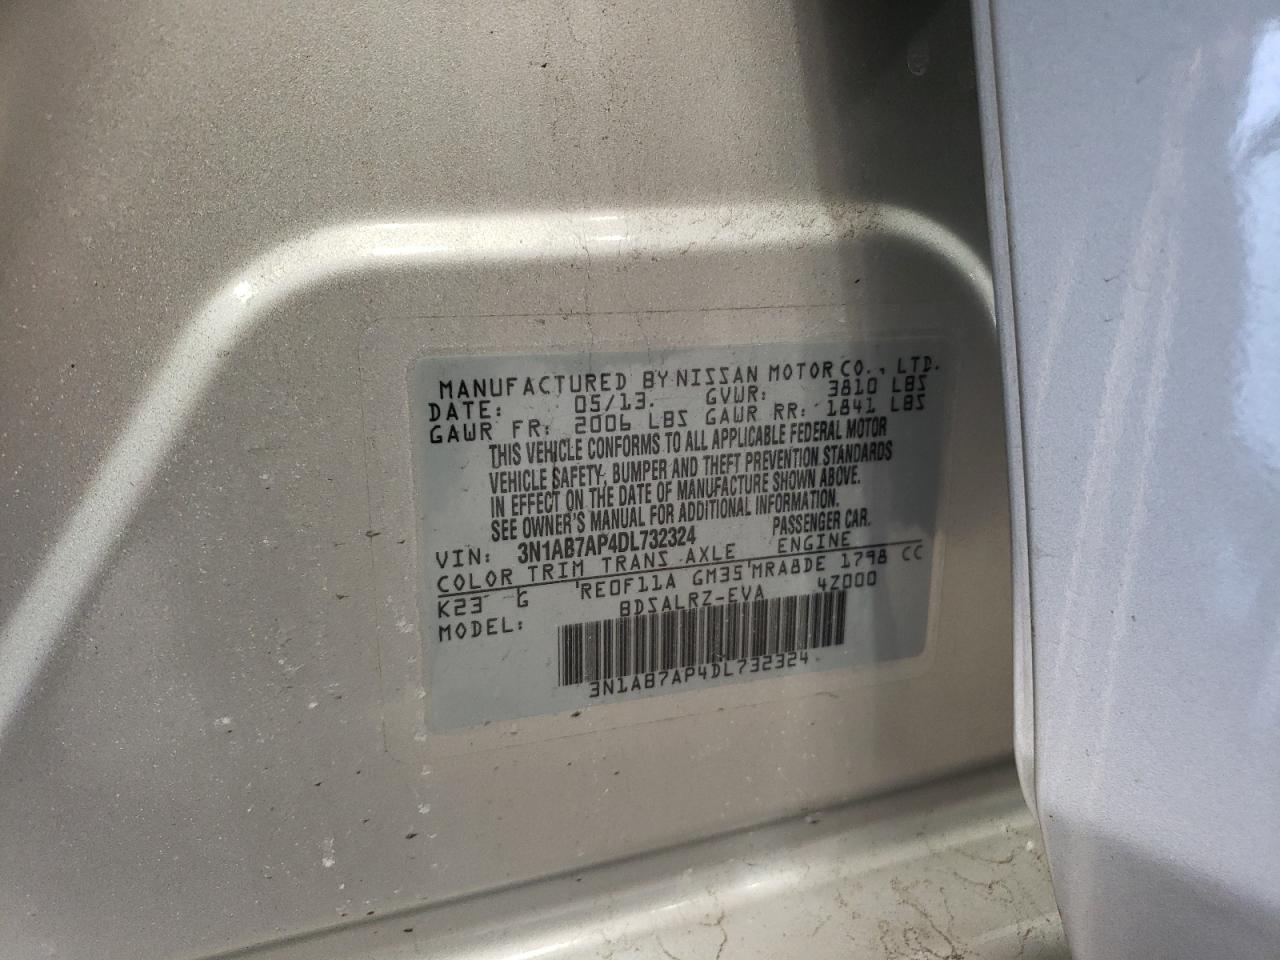 MANUFACTURED BY NISSAN MOTOR CO., LTD.
DATE: 05/13. GVWR: 3810 LBS
GAWR FR: 2006 LBS GAWR RR: 1841 LBS
THIS VEHICLE CONFORMS TO ALL APPLICABLE FEDERAL MOTOR
VEHICLE SAFETY, BUMPER AND THEFT PREVENTION STANDARDS
IN EFFECT ON THE DATE OF MANUFACTURE SHOWN ABOVE.
SEE OWNER'S MANUAL FOR ADDITIONAL INFORMATION.
VIN: 3N1AB7AP4DL732324 PASSENGER CAR.
COLOR TRIM TRANS AXLE ENGINE
K23 G RE0F11A GM35 MRA8DE 1798 CC
MODEL: BDSALRZ-EVA 4Z000
3N1AB7AP4DL732324